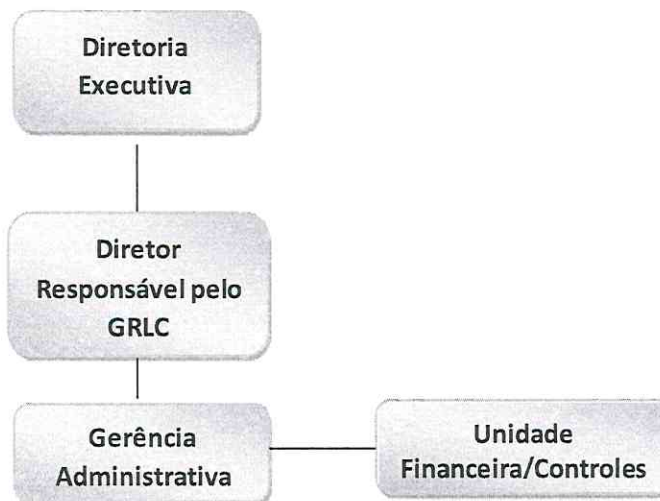 Diretoria
Executiva
Diretor
Responsável pelo
GRLC
Gerência
Administrativa
Unidade
Financeira/Controles